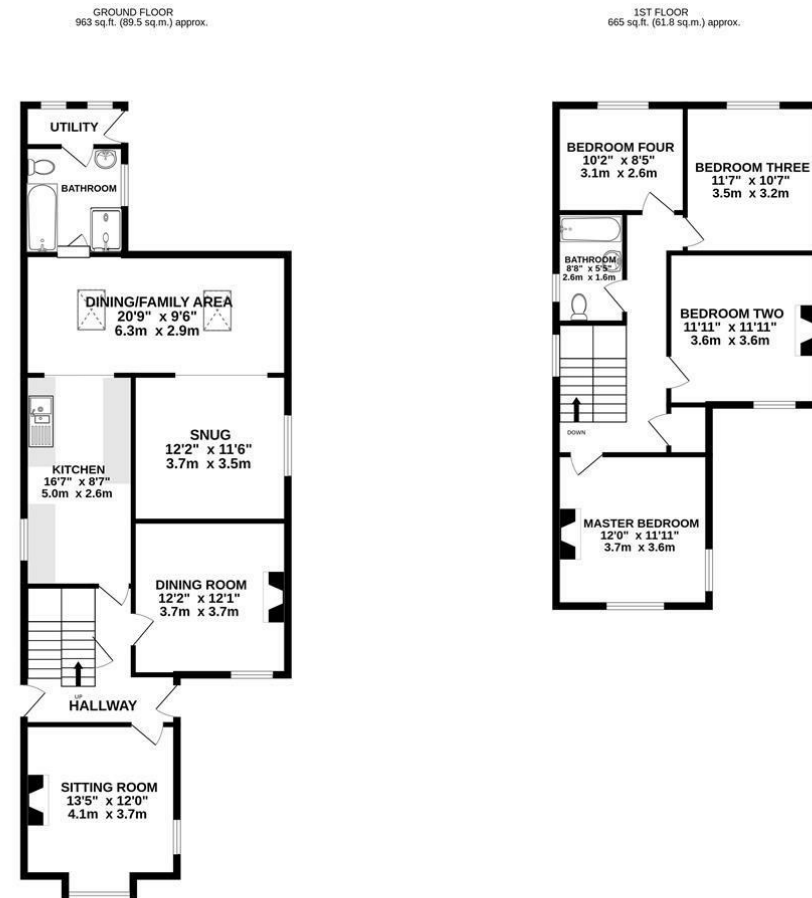 GROUND FLOOR
963 sq.ft. (89.5 sq.m.) approx.
UTILITY
BATHROOM
DINING/FAMILY AREA
20'9" x 9'6"
6.3m x 2.9m
SNUG
12'2" x 11'6"
3.7m x 3.5m
KITCHEN
16'7" x 8'7"
5.0m x 2.6m
DINING ROOM
12'2" x 12'1"
3.7m x 3.7m
UP
HALLWAY
SITTING ROOM
13'5" x 12'0"
4.1m x 3.7m
1ST FLOOR
665 sq.ft. (61.8 sq.m.) approx.
BEDROOM FOUR
10'2" x 8'5"
3.1m x 2.6m
BEDROOM THREE
11'7" x 10'7"
3.5m x 3.2m
BATHROOM
8'8" x 5'5"
2.6m x 1.6m
BEDROOM TWO
11'11" x 11'11"
3.6m x 3.6m
DOWN
MASTER BEDROOM
12'0" x 11'11"
3.7m x 3.6m